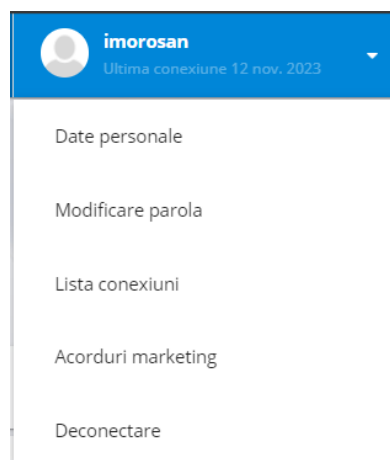 imorosan
Ultima conexiune 12 nov. 2023
Date personale
Modificare parola
Lista conexiuni
Acorduri marketing
Deconectare